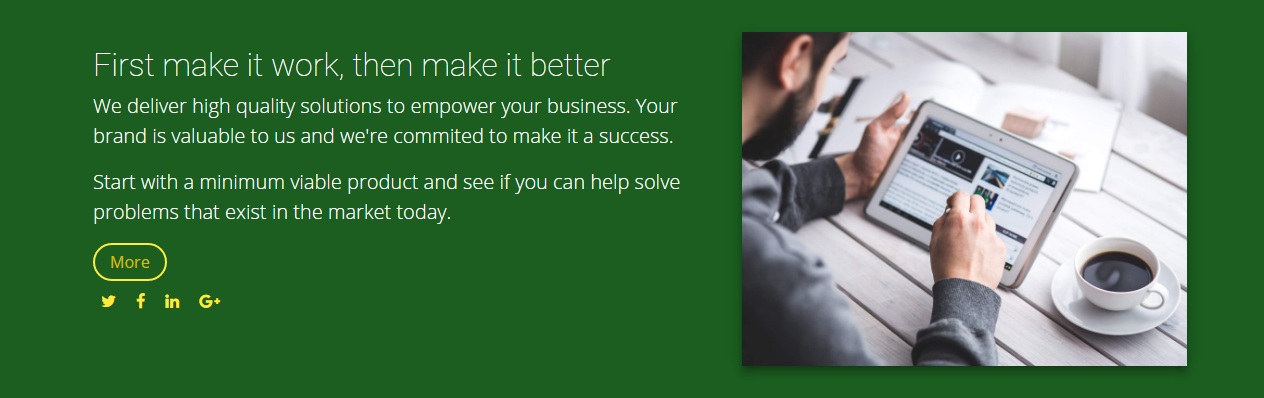 First make it work, then make it better
We deliver high quality solutions to empower your business. Your
brand is valuable to us and we're commited to make it a success.
Start with a minimum viable product and see if you can help solve
problems that exist in the market today.
More